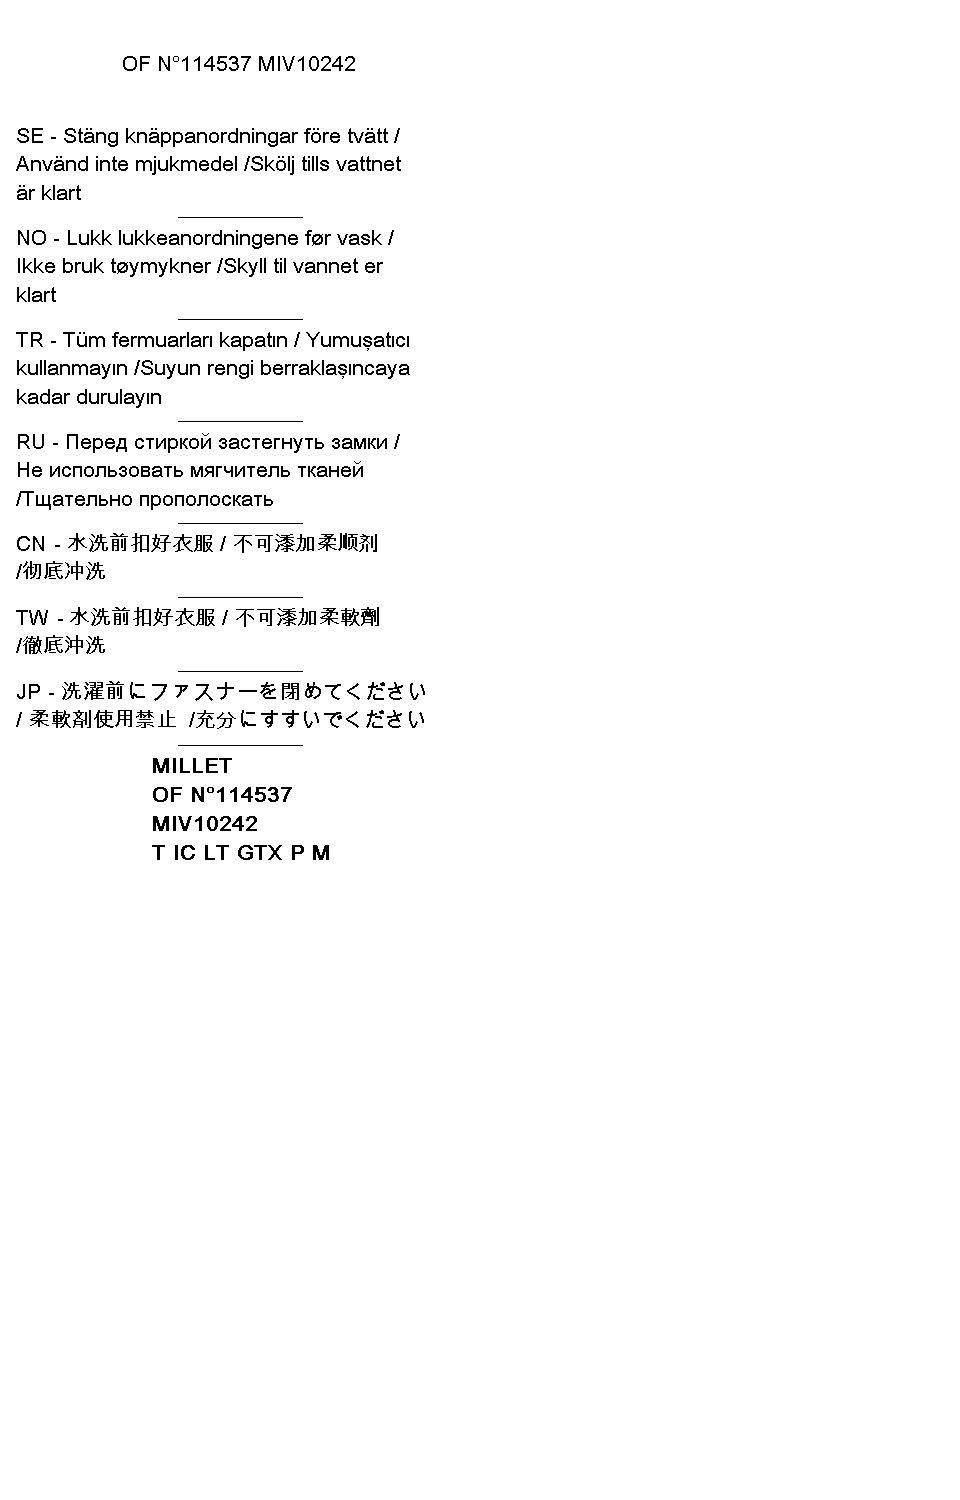 OF N°114537 MIV10242
SE - Stäng knäppanordningar före tvätt /
Använd inte mjukmedel /Skölj tills vattnet
är klart
NO - Lukk lukkeanordningene før vask /
Ikke bruk tøymykner /Skyll til vannet er
klart
TR - Tüm fermuarları kapatın / Yumuşatıcı
kullanmayın /Suyun rengi berraklaşıncaya
kadar durulayın
RU - Перед стиркой застегнуть замки /
Не использовать мягчитель тканей
/Тщательно прополоскать
CN - 水洗前扣好衣服 / 不可添加柔顺剂
/彻底冲洗
TW - 水洗前扣好衣服 / 不可添加柔軟劑
/徹底沖洗
JP - 洗濯前にファスナーを閉めてください
/ 柔軟剤使用禁止 /充分にすすいでください
MILLET
OF N°114537
MIV10242
T IC LT GTX P M